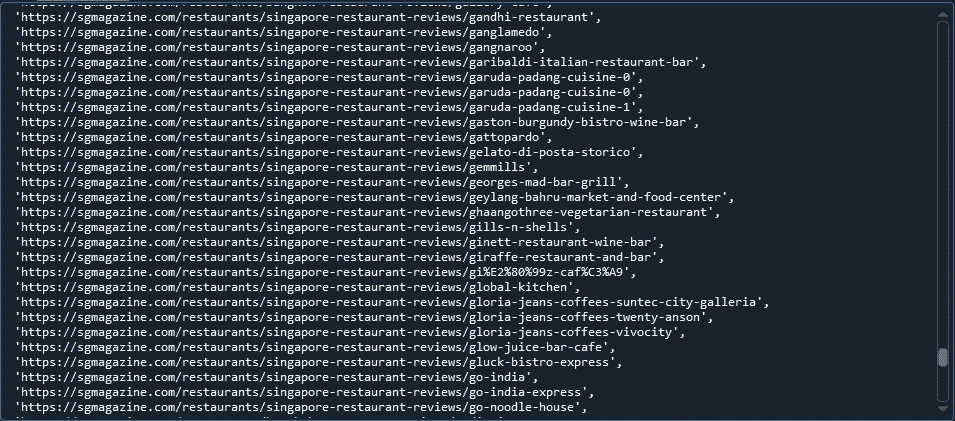 'https://sgmagazine.com/restaurants/singapore-restaurant-reviews/gandhi-restaurant',
'https://sgmagazine.com/restaurants/singapore-restaurant-reviews/ganglamedo',
'https://sgmagazine.com/restaurants/singapore-restaurant-reviews/gangnaroo',
'https://sgmagazine.com/restaurants/singapore-restaurant-reviews/garibaldi-italian-restaurant-bar',
'https://sgmagazine.com/restaurants/singapore-restaurant-reviews/garuda-padang-cuisine-0',
'https://sgmagazine.com/restaurants/singapore-restaurant-reviews/garuda-padang-cuisine-0',
'https://sgmagazine.com/restaurants/singapore-restaurant-reviews/garuda-padang-cuisine-1',
'https://sgmagazine.com/restaurants/singapore-restaurant-reviews/gaston-burgundy-bistro-wine-bar',
'https://sgmagazine.com/restaurants/singapore-restaurant-reviews/gattopardo',
'https://sgmagazine.com/restaurants/singapore-restaurant-reviews/gelato-di-posta-storico',
'https://sgmagazine.com/restaurants/singapore-restaurant-reviews/gemmills',
'https://sgmagazine.com/restaurants/singapore-restaurant-reviews/georges-mad-bar-grill',
'https://sgmagazine.com/restaurants/singapore-restaurant-reviews/geylang-bahru-market-and-food-center',
'https://sgmagazine.com/restaurants/singapore-restaurant-reviews/ghaangothree-vegetarian-restaurant',
'https://sgmagazine.com/restaurants/singapore-restaurant-reviews/gills-n-shells',
'https://sgmagazine.com/restaurants/singapore-restaurant-reviews/ginett-restaurant-wine-bar',
'https://sgmagazine.com/restaurants/singapore-restaurant-reviews/giraffe-restaurant-and-bar',
'https://sgmagazine.com/restaurants/singapore-restaurant-reviews/gi%E2%80%99z-caf%C3%A9',
'https://sgmagazine.com/restaurants/singapore-restaurant-reviews/global-kitchen',
'https://sgmagazine.com/restaurants/singapore-restaurant-reviews/gloria-jeans-coffees-suntec-city-galleria',
'https://sgmagazine.com/restaurants/singapore-restaurant-reviews/gloria-jeans-coffees-twenty-anson',
'https://sgmagazine.com/restaurants/singapore-restaurant-reviews/gloria-jeans-coffees-vivocity',
'https://sgmagazine.com/restaurants/singapore-restaurant-reviews/glow-juice-bar-cafe',
'https://sgmagazine.com/restaurants/singapore-restaurant-reviews/gluck-bistro-express',
'https://sgmagazine.com/restaurants/singapore-restaurant-reviews/go-india',
'https://sgmagazine.com/restaurants/singapore-restaurant-reviews/go-india-express',
'https://sgmagazine.com/restaurants/singapore-restaurant-reviews/go-noodle-house',